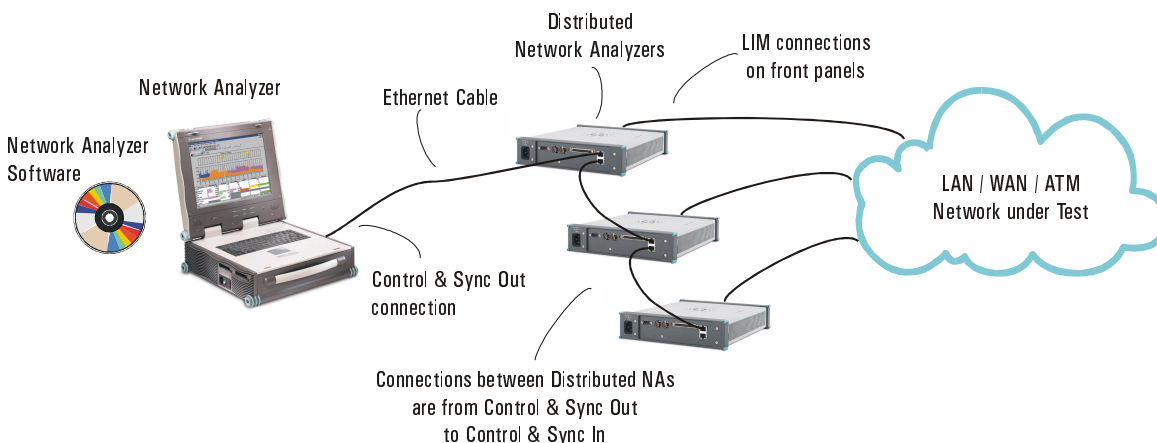 Distributed
Network Analyzers
LIM connections
on front panels
Network Analyzer
Ethernet Cable
Network Analyzer
Software
LAN / WAN / ATM
Network under Test
Control & Sync Out
connection
Connections between Distributed NAs
are from Control & Sync Out
to Control & Sync In